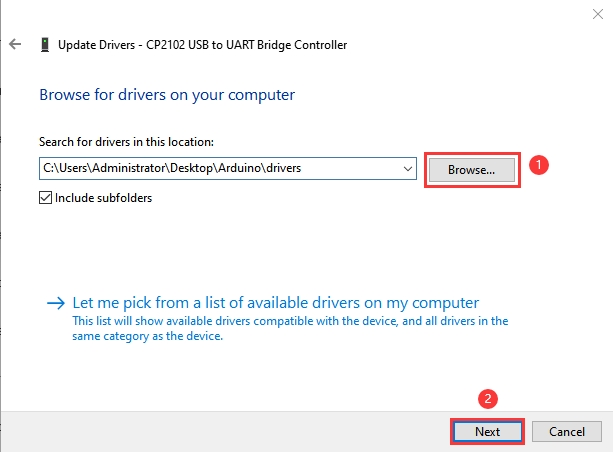 Update Drivers - CP2102 USB to UART Bridge Controller
Browse for drivers on your computer
Search for drivers in this location:
C:\Users\Administrator\Desktop\Arduino\drivers
Browse...
1
Include subfolders
Let me pick from a list of available drivers on my computer
This list will show available drivers compatible with the device, and all drivers in the
same category as the device.
2
Next
Cancel